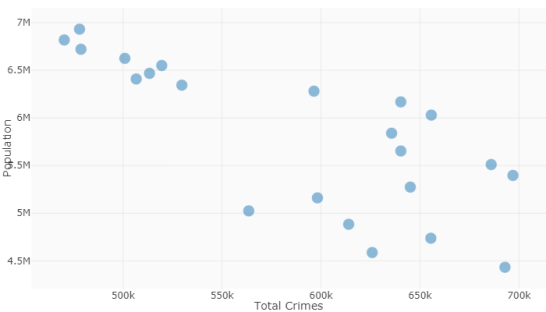 7M
6.5M
6M
5.5M
5M
4.5M
Population
500k
550k
600k
650k
700k
Total Crimes